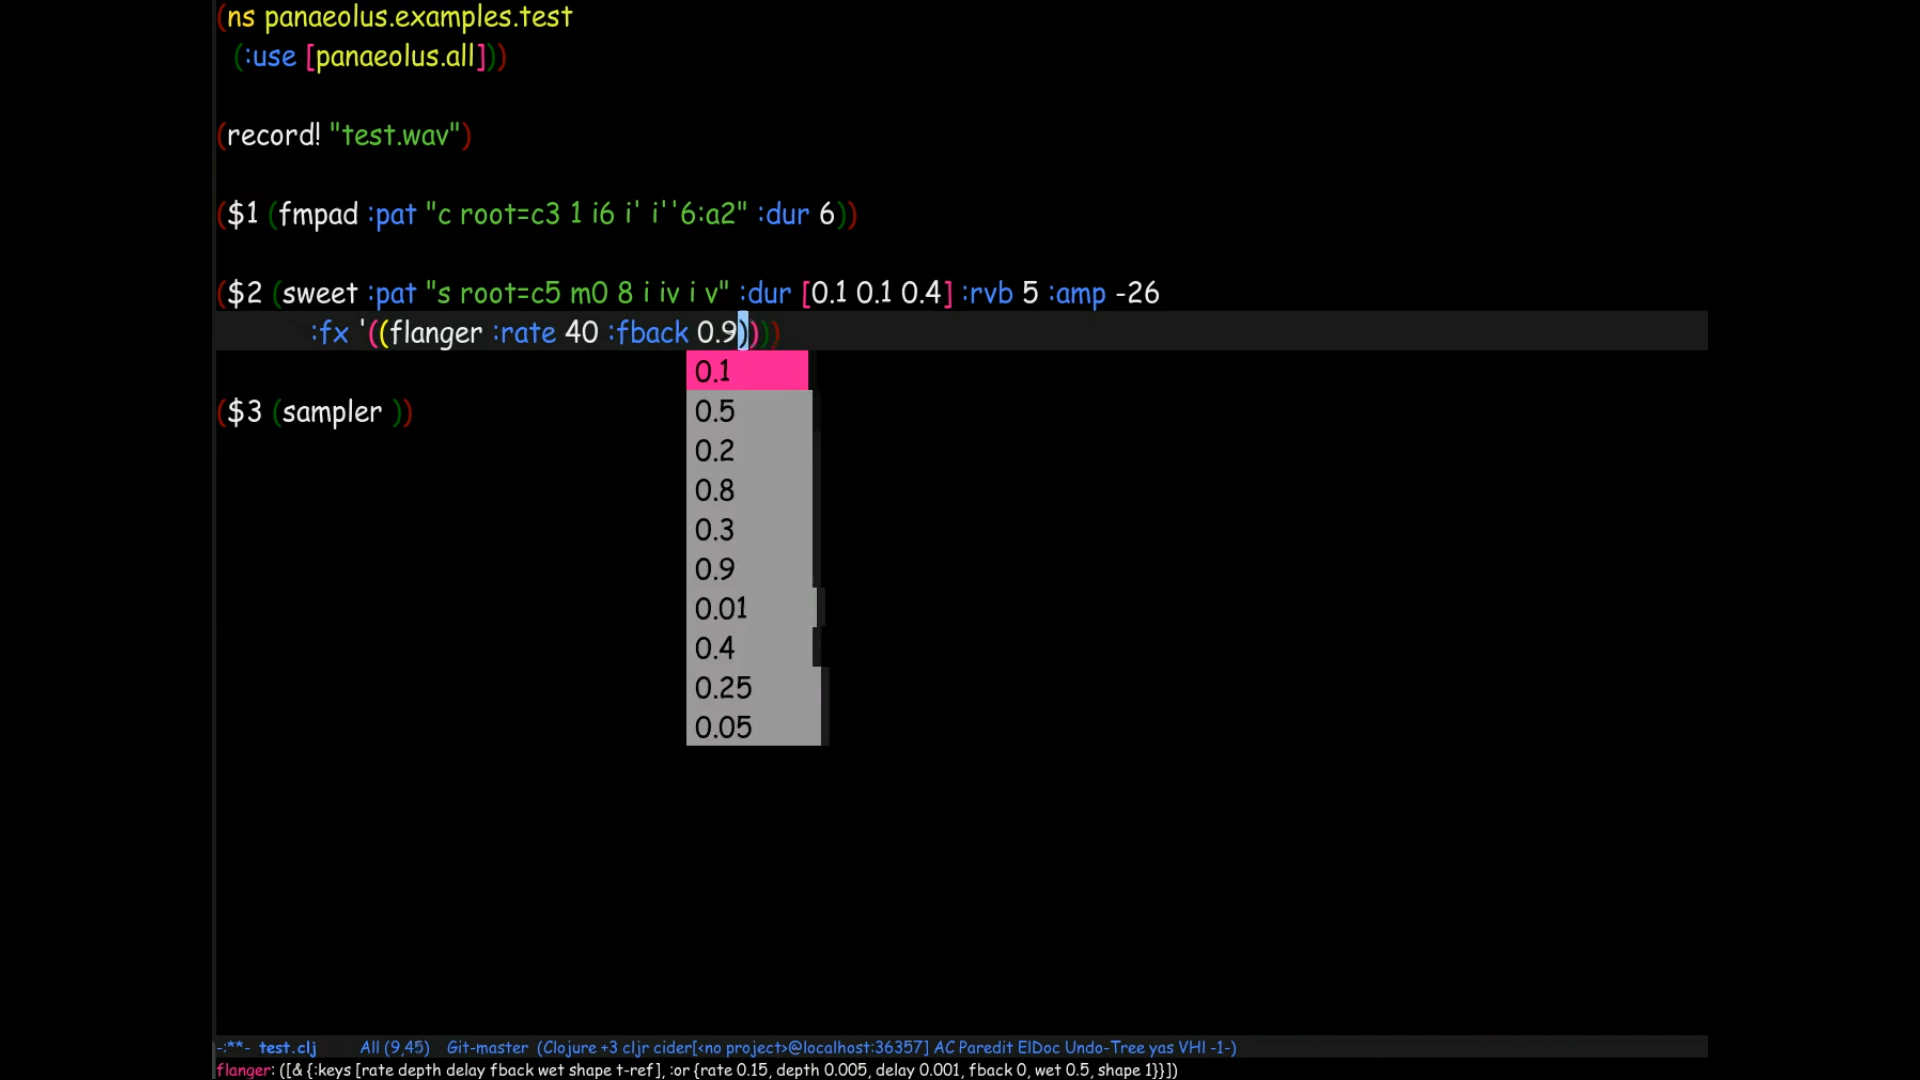 (ns panaeolus.examples.test
(:use [panaeolus.all]))
(record! "test.wav")
($1 (fmpad :pat "c root=c3 1 i6 i' i''6:a2" :dur 6))
($2 (sweet :pat "s root=c5 m0 8 i iv i v" :dur [0.1 0.1 0.4] :rvb 5 :amp -26
:fx '((flanger :rate 40 :fback 0.9))))
0.1
0.5
($3 (sampler ))
0.2
0.8
0.3
0.9
0.01
0.4
0.25
0.05
-:**- test.clj All (9,45) Git-master (Clojure +3 cljr cider[<no project>@localhost:36357] AC Paredit ElDoc Undo-Tree yas VHl -1-)
flanger: ([& {:keys [rate depth delay fback wet shape t-ref], :or {rate 0.15, depth 0.005, delay 0.001, fback 0, wet 0.5, shape 1}}])